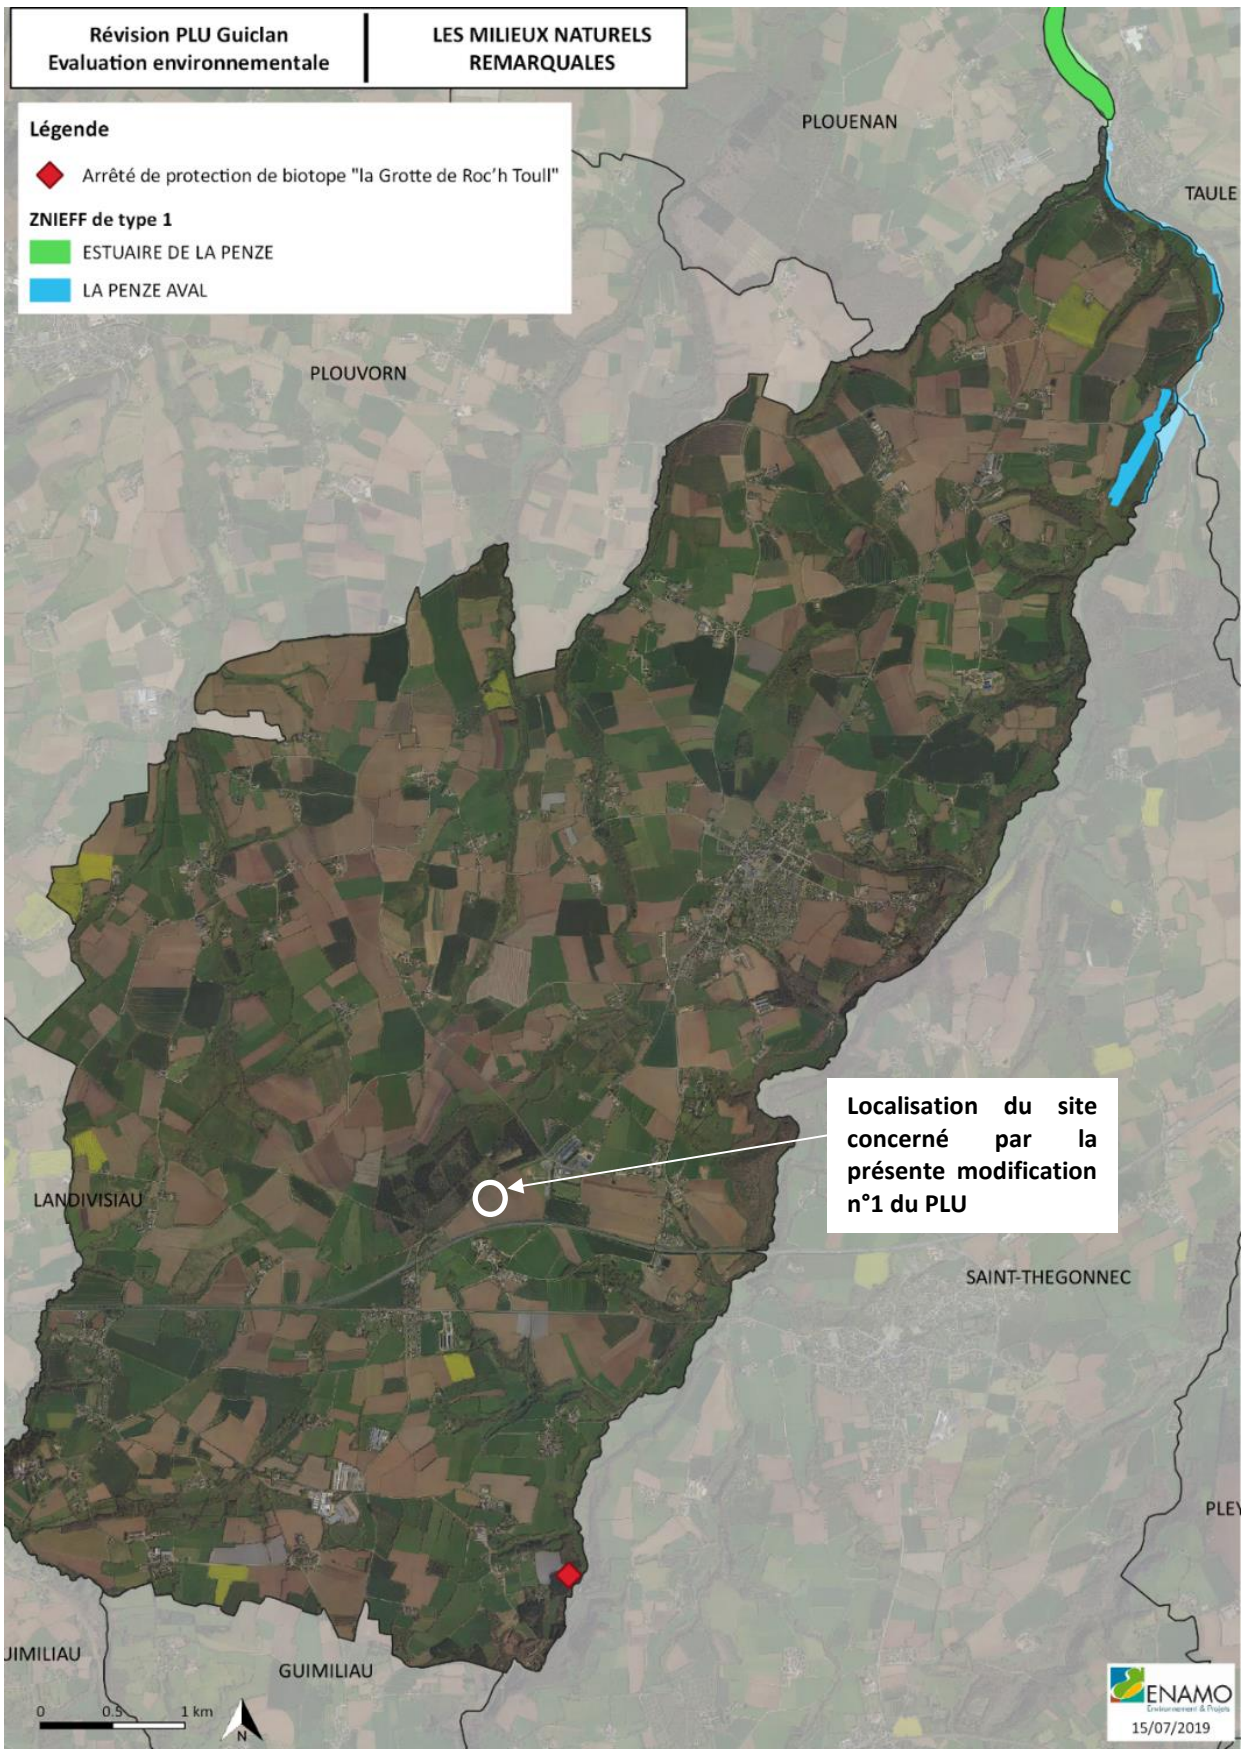 Révision PLU Guiclan
Evaluation environnementale
LES MILIEUX NATURELS
REMARQUALES
Légende
Arrêté de protection de biotope "la Grotte de Roc'h Toull"
ZNIEFF de type 1
ESTUAIRE DE LA PENZE
LA PENZE AVAL
PLOUENAN
TAULE
PLOUVORN
Localisation du site
concerné par la
présente modification
n°1 du PLU
LANDIVISIAU
SAINT-THEGONNEC
PLEY
UIMILIAU
GUIMILIAU
0 0.5 1 km
N
ENAMO
Environnement & Projets
15/07/2019